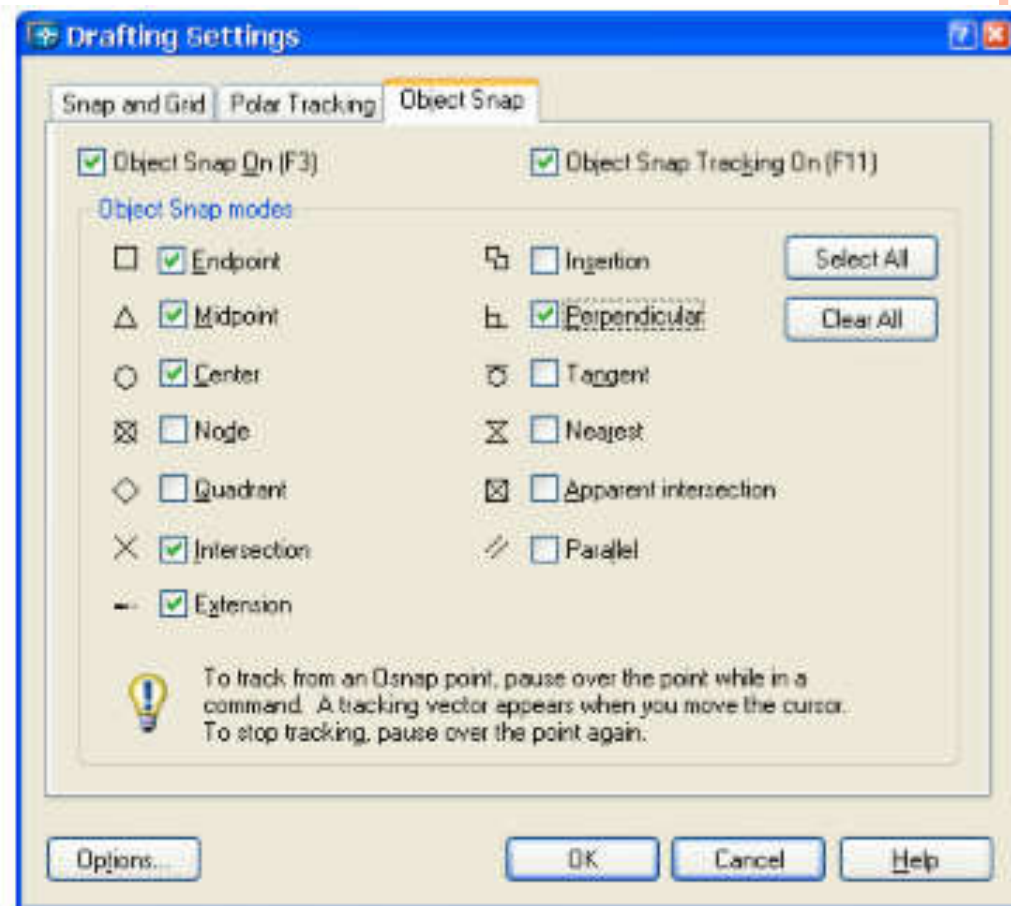 Drafting Settings
Snap and Grid
Polar Tracking
Object Snap
Object Snap On (F3)
Object Snap Tracking On (F11)
Object Snap modes
Endpoint
Midpoint
Center
Node
Quadrant
Intersection
Extension
Insertion
Perpendicular
Tangent
Nearest
Apparent intersection
Parallel
Select All
Clear All
To track from an Osnap point, pause over the point while in a
command. A tracking vector appears when you move the cursor.
To stop tracking, pause over the point again.
Options...
OK
Cancel
Help